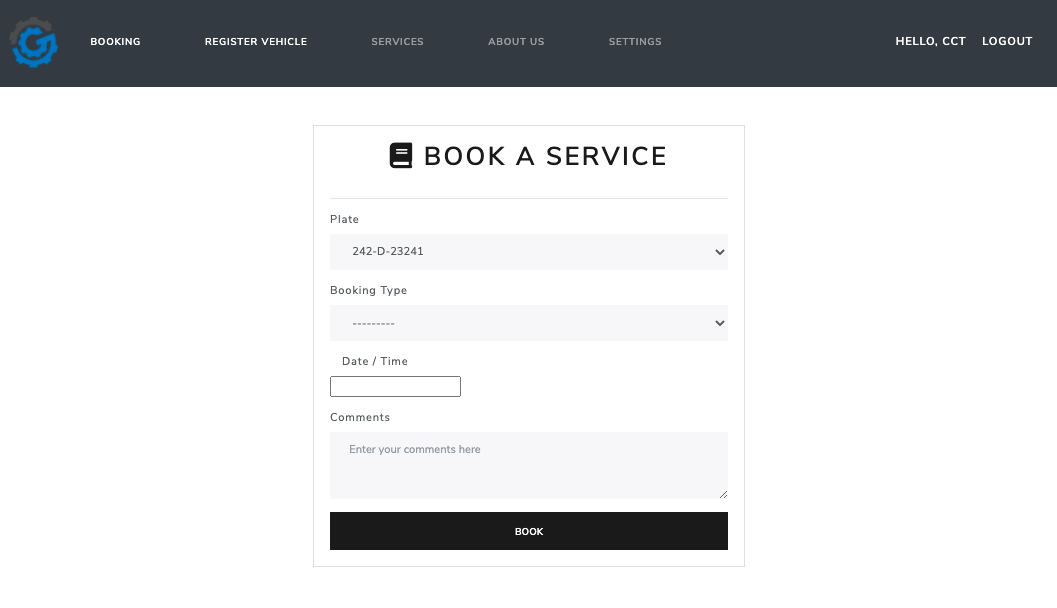 BOOKING REGISTER VEHICLE SERVICES ABOUT US SETTINGS HELLO, CCT LOGOUT
BOOK A SERVICE
Plate
242-D-23241
Booking Type
---------
Date / Time
Comments
Enter your comments here
BOOK